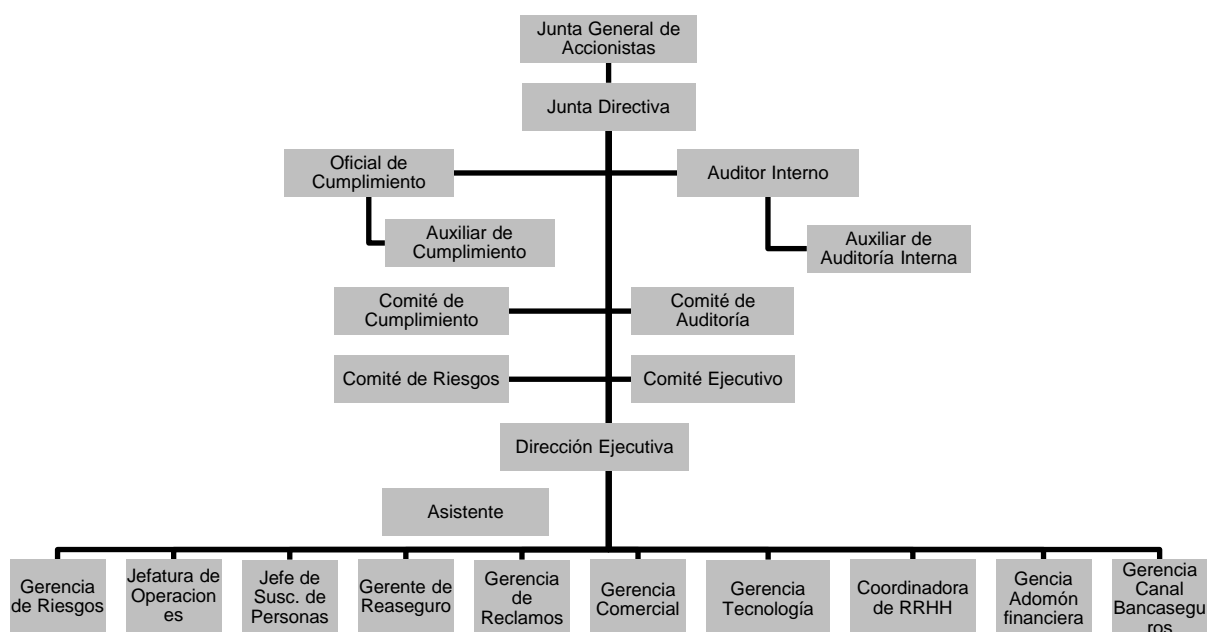 Junta General de
Accionistas
Junta Directiva
Oficial de
Cumplimiento
Auditor Interno
Auxiliar de
Cumplimiento
Auxiliar de
Auditoría Interna
Comité de
Cumplimiento
Comité de
Auditoría
Comité de Riesgos
Comité Ejecutivo
Dirección Ejecutiva
Asistente
Gerencia
de Riesgos
Jefatura de
Operacion
es
Jefe de
Susc. de
Personas
Gerente de
Reaseguro
Gerencia
de
Reclamos
Gerencia
Comercial
Gerencia
Tecnología
Coordinadora
de RRHH
Gencia
Adomón
financiera
Gerencia
Canal
Bancasegu
ros